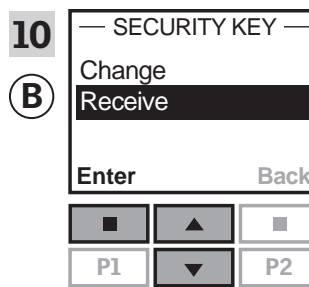 10
B
— SECURITY KEY —
Change
Receive
Enter Back
■ ▲ ■
P1 ▼ P2